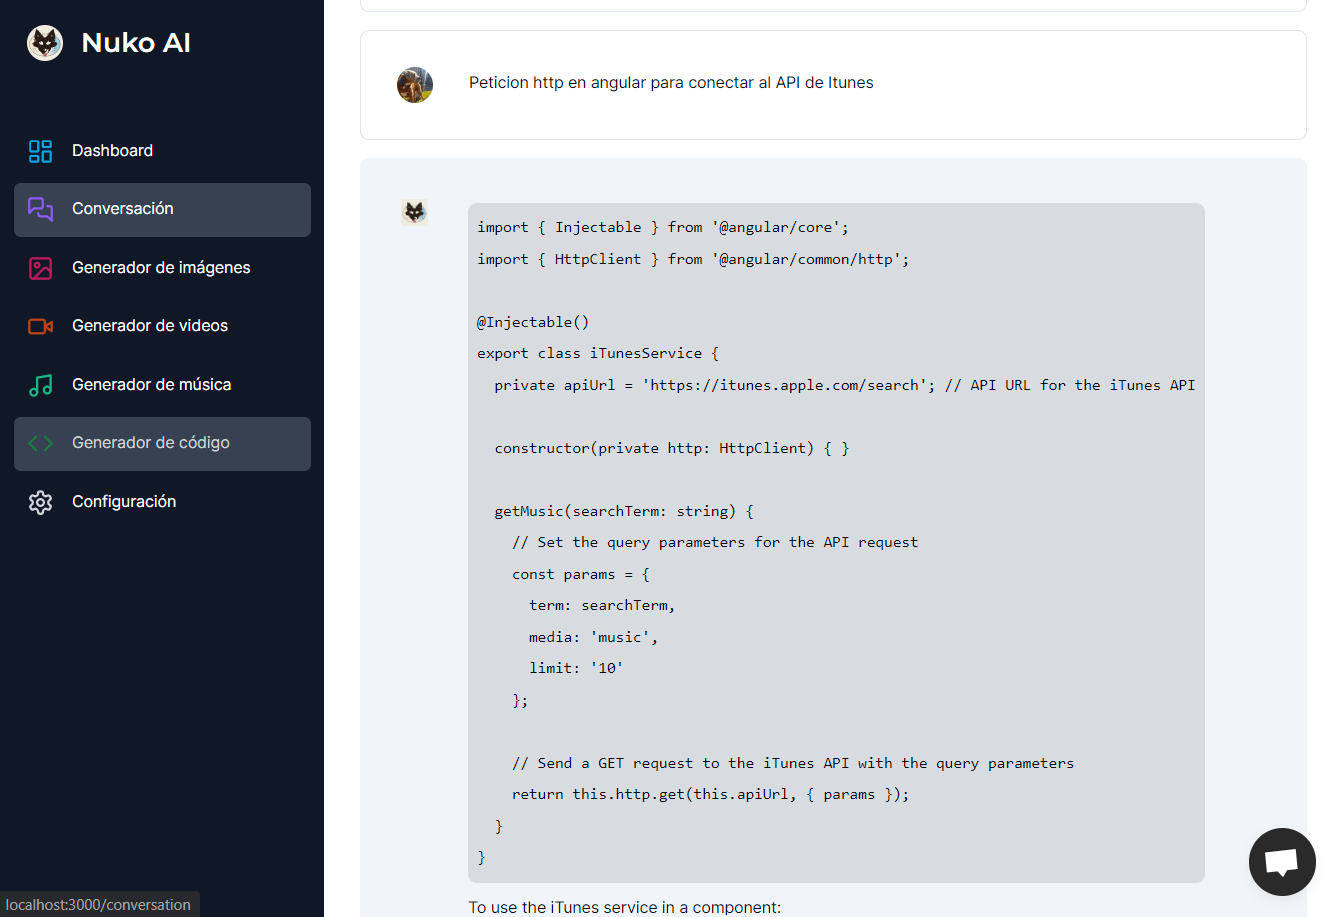 Nuko AI
Dashboard
Conversación
Generador de imágenes
Generador de videos
Generador de música
Generador de código
Configuración
Peticion http en angular para conectar al API de Itunes
import { Injectable } from '@angular/core';
import { HttpClient } from '@angular/common/http';
@Injectable()
export class iTunesService {
  private apiUrl = 'https://itunes.apple.com/search'; // API URL for the iTunes API
  constructor(private http: HttpClient) { }
  getMusic(searchTerm: string) {
    // Set the query parameters for the API request
    const params = {
      term: searchTerm,
      media: 'music',
      limit: '10'
    };
    // Send a GET request to the iTunes API with the query parameters
    return this.http.get(this.apiUrl, { params });
  }
}
To use the iTunes service in a component:
localhost:3000/conversation